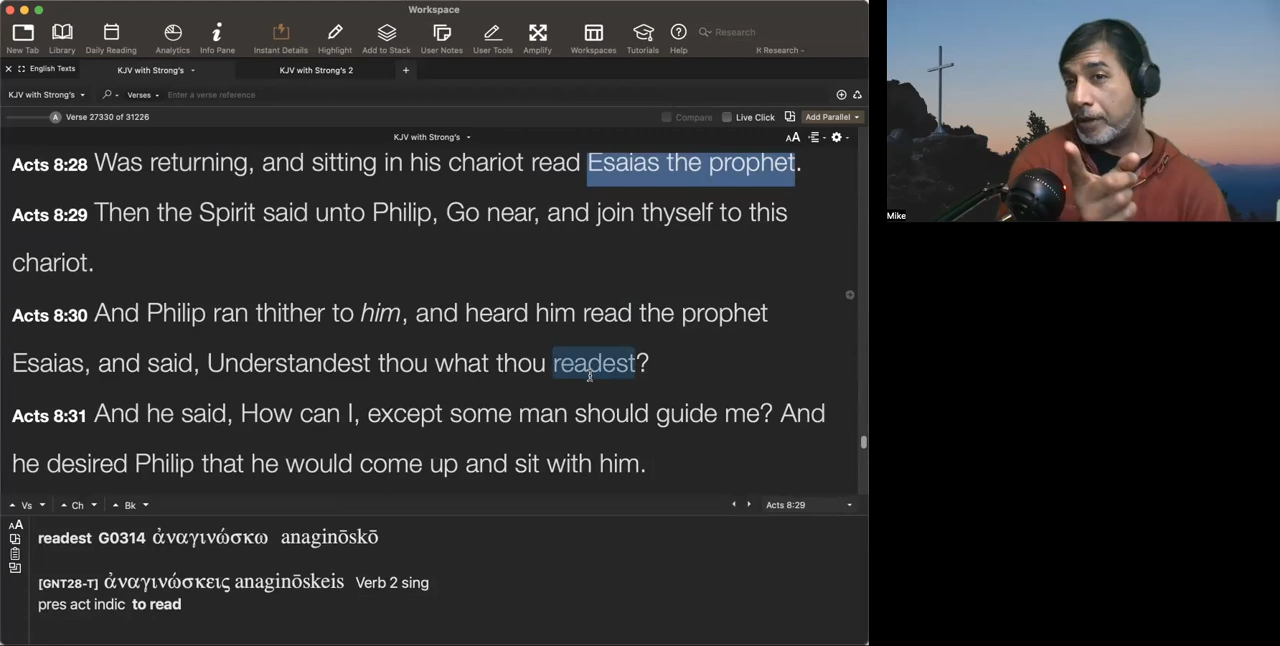 Workspace
New Tab Library Daily Reading Analytics Info Pane Instant Details Highlight Add to Stack User Notes User Tools Amplify Workspaces Tutorials Help Research K Research
English Texts KJV with Strong's KJV with Strong's 2
KJV with Strong's Verses Enter a verse reference
Verse 27330 of 31226 Compare Live Click Add Parallel
KJV with Strong's
Acts 8:28 Was returning, and sitting in his chariot read Esaias the prophet.
Acts 8:29 Then the Spirit said unto Philip, Go near, and join thyself to this
chariot.
Acts 8:30 And Philip ran thither to him, and heard him read the prophet
Esaias, and said, Understandest thou what thou readest?
Acts 8:31 And he said, How can I, except some man should guide me? And
he desired Philip that he would come up and sit with him.
Vs Ch Bk Acts 8:29
readest G0314 ἀναγινώσκω anaginōskō
[GNT28-T] ἀναγινώσκεις anaginōskeis Verb 2 sing
pres act indic to read
Mike